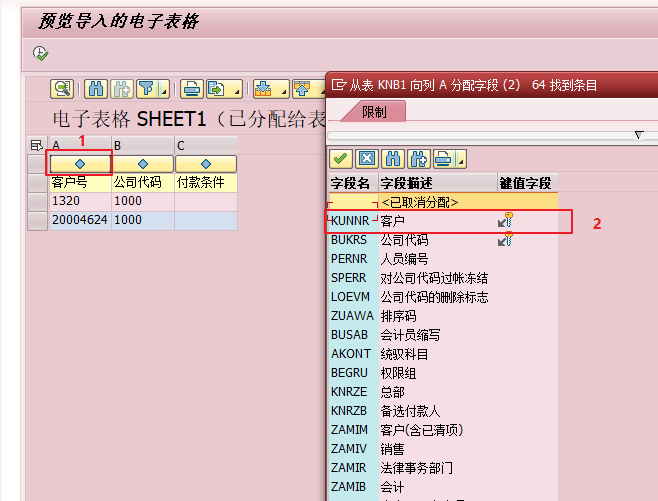 预览导入的电子表格
从表 KNB1 向列 A 分配字段 (2) 64 找到条目
限制
电子表格 SHEET1（已分配给表
1
A B C
客户号 公司代码 付款条件
1320 1000
20004624 1000
字段名 字段描述 键值字段
<已取消分配>
KUNNR 客户
2
BUKRS 公司代码
PERNR 人员编号
SPERR 对公司代码过帐冻结
LOEVM 公司代码的删除标志
ZUAWA 排序码
BUSAB 会计员缩写
AKONT 统驭科目
BEGRU 权限组
KNRZE 总部
KNRZB 备选付款人
ZAMIM 客户(含已清项)
ZAMIV 销售
ZAMIR 法律事务部门
ZAMIB 会计